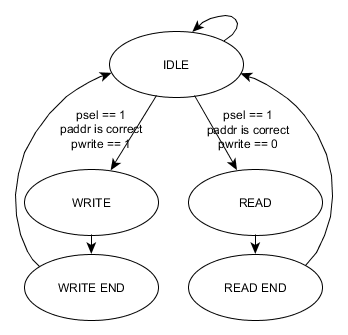 IDLE
psel == 1
paddr is correct
pwrite == 1
psel == 1
paddr is correct
pwrite == 0
WRITE
READ
WRITE END
READ END